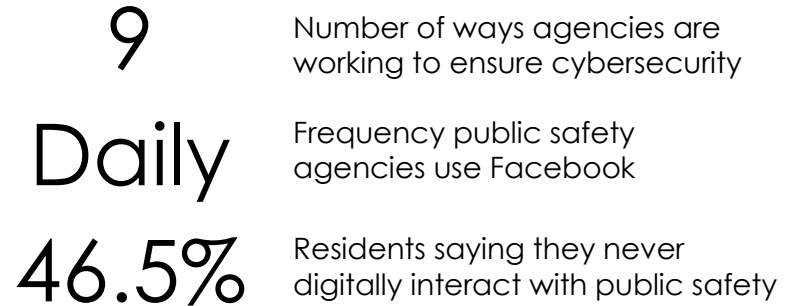 9
Number of ways agencies are
working to ensure cybersecurity
Daily
Frequency public safety
agencies use Facebook
46.5%
Residents saying they never
digitally interact with public safety